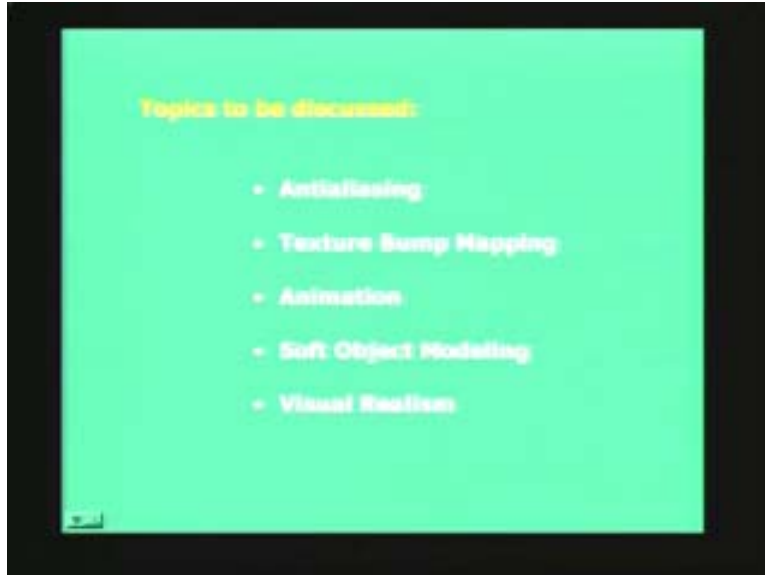 Topics to be discussed:
• Antialiasing
• Texture Bump Mapping
• Animation
• Soft Object Modeling
• Visual Realism